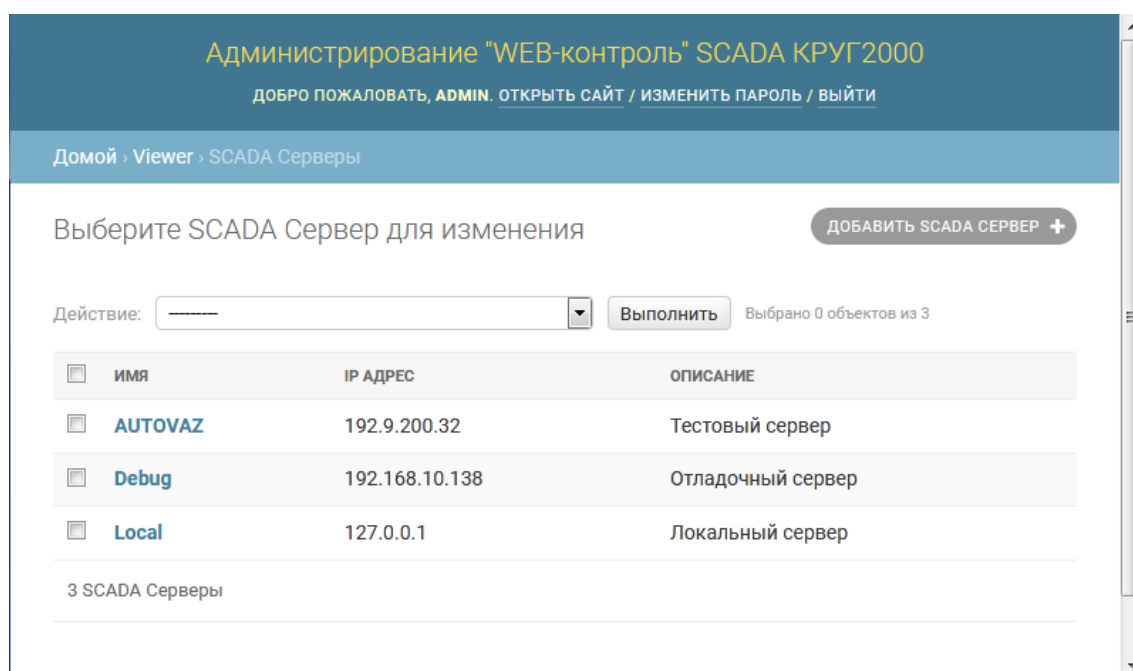 Администрирование "WEB-контроль" SCADA КРУГ2000
ДОБРО ПОЖАЛОВАТЬ, ADMIN. ОТКРЫТЬ САЙТ / ИЗМЕНИТЬ ПАРОЛЬ / ВЫЙТИ
Домой › Viewer › SCADA Серверы
Выберите SCADA Сервер для изменения
ДОБАВИТЬ SCADA СЕРВЕР +
Действие: --------- Выполнить Выбрано 0 объектов из 3
ИМЯ IP АДРЕС ОПИСАНИЕ
AUTOVAZ 192.9.200.32 Тестовый сервер
Debug 192.168.10.138 Отладочный сервер
Local 127.0.0.1 Локальный сервер
3 SCADA Серверы